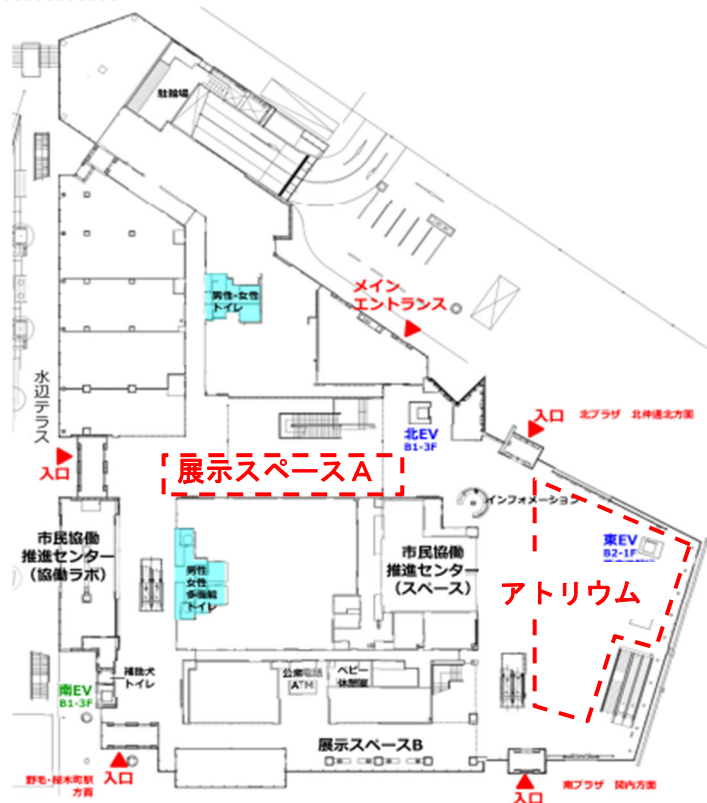 駐輪場
男性・女性
トイレ
メイン
エントランス
水辺テラス
北EV
B1-3F
入口
北プラザ 北仲通北方面
入口
展示スペースA
インフォメーション
市民協働
推進センター
(協働ラボ)
男性
女性
多機能
トイレ
市民協働
推進センター
(スペース)
東EV
B2-1F
アトリウム
補助犬
トイレ
南EV
B1-3F
公衆電話
ATM
ベビー
休憩室
展示スペースB
野毛・桜木町駅
方面
入口
入口
南プラザ 関内方面